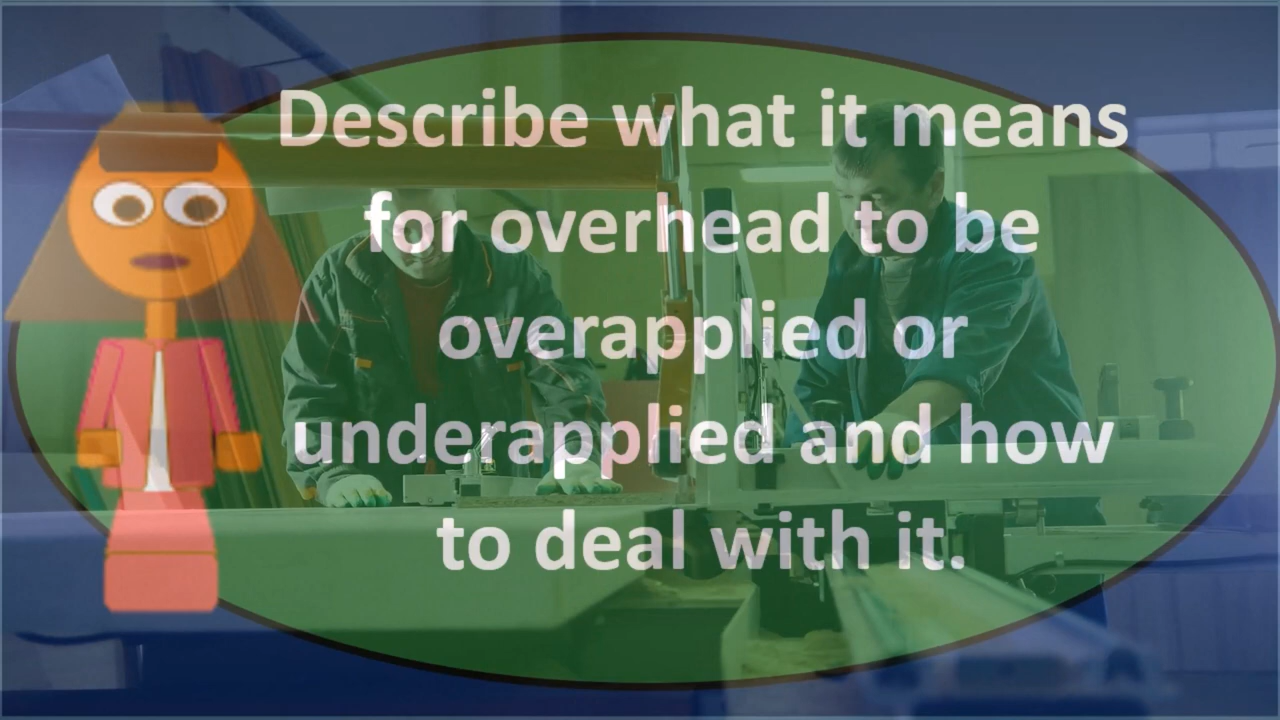 Describe what it means
for overhead to be
overapplied or
underapplied and how
to deal with it.